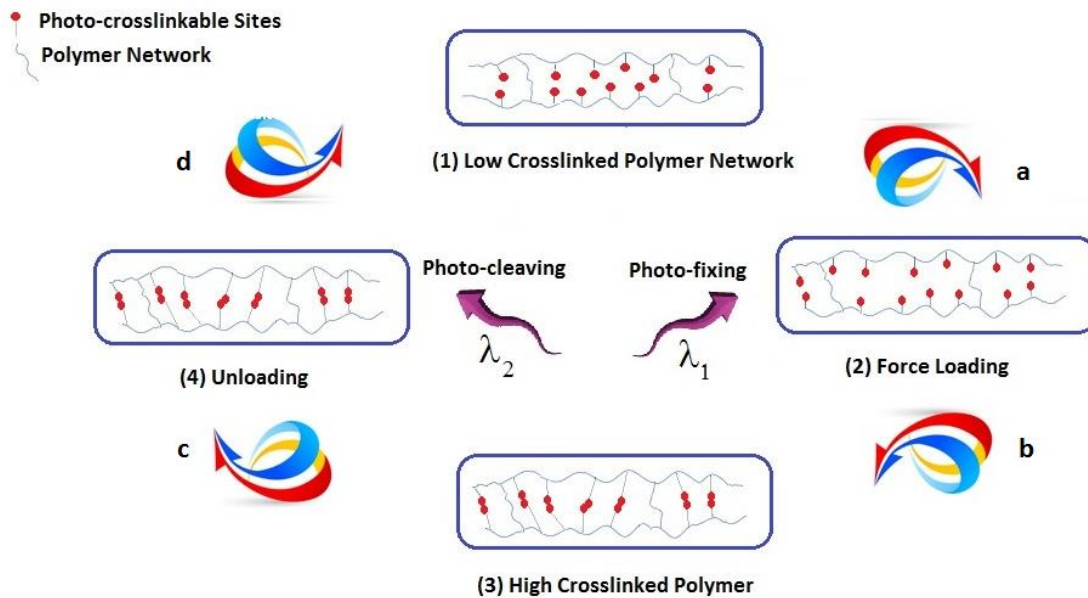 Photo-crosslinkable Sites
Polymer Network
(1) Low Crosslinked Polymer Network
d
a
Photo-cleaving
Photo-fixing
λ2
λ1
(4) Unloading
(2) Force Loading
c
b
(3) High Crosslinked Polymer